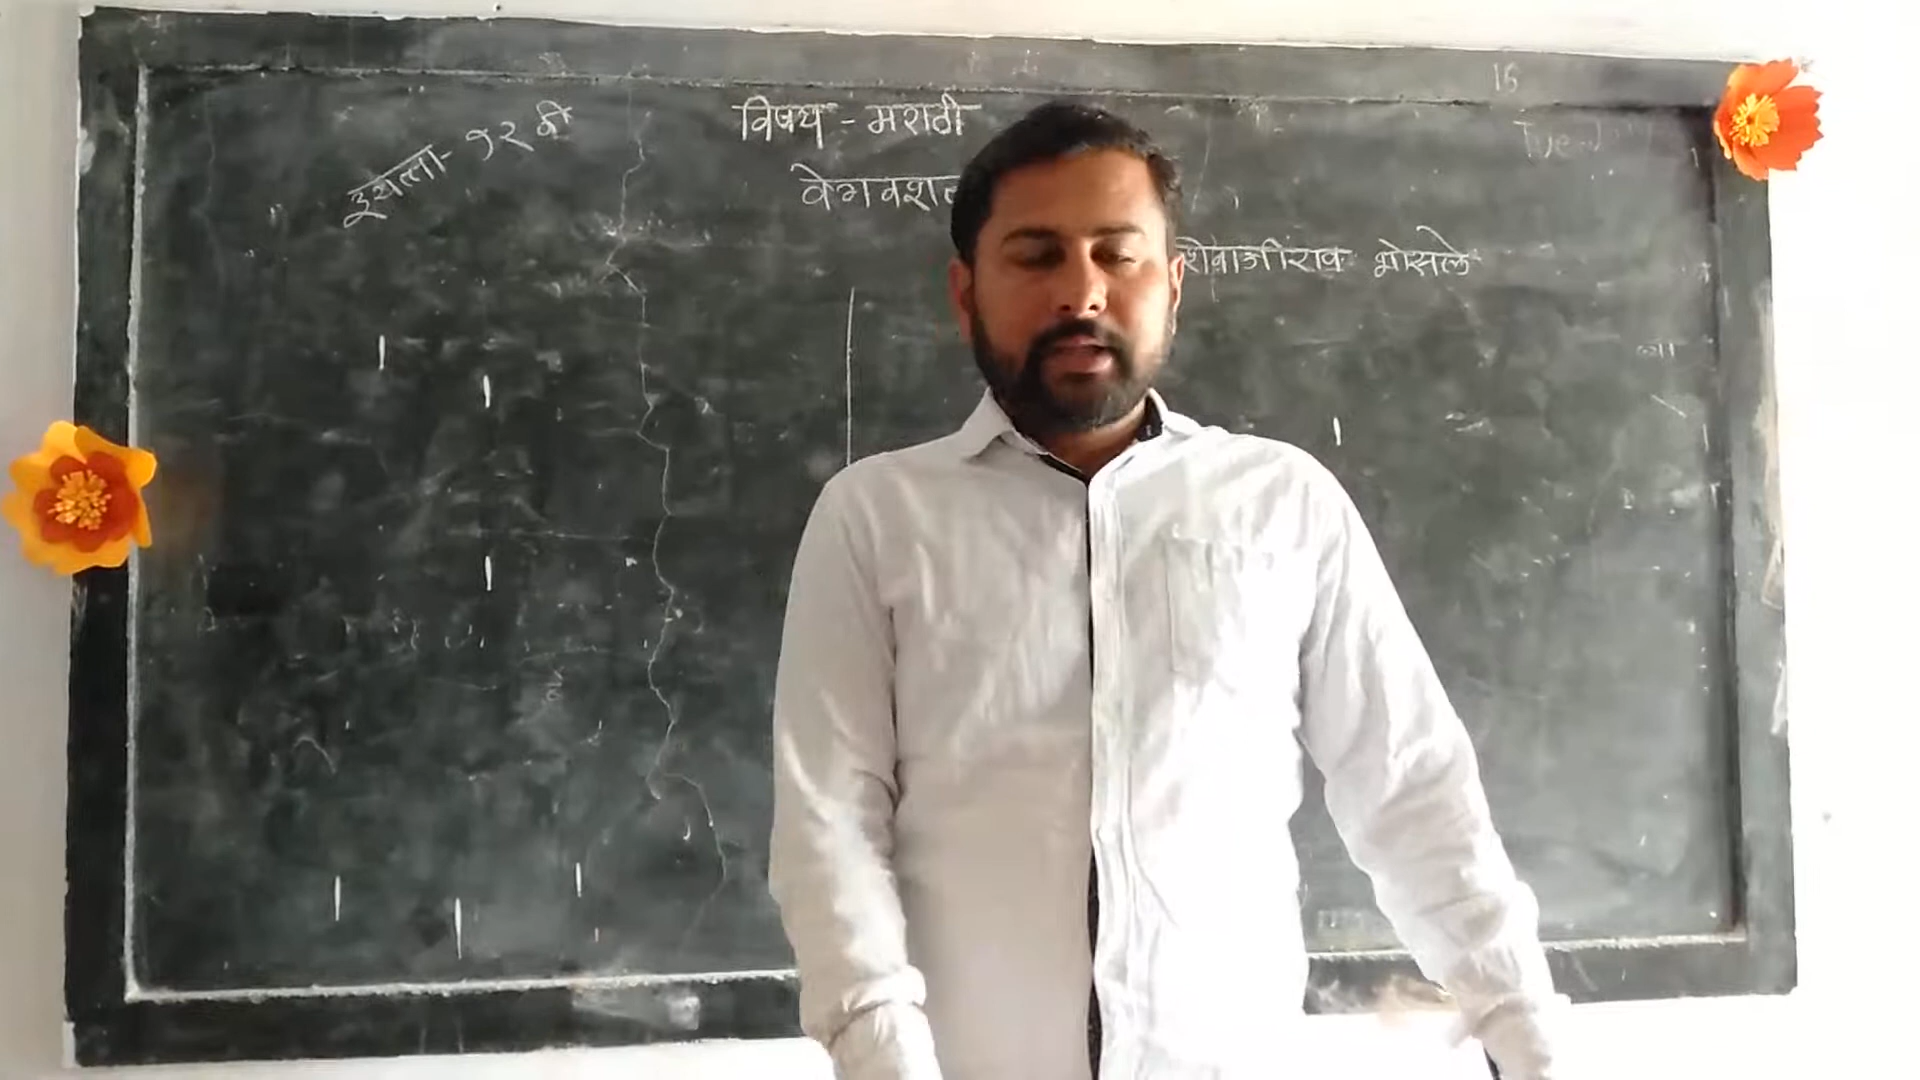 16
इयत्ता - १२ वी
विषय - मराठी
वेगवश
शिवाजीराव भोसले